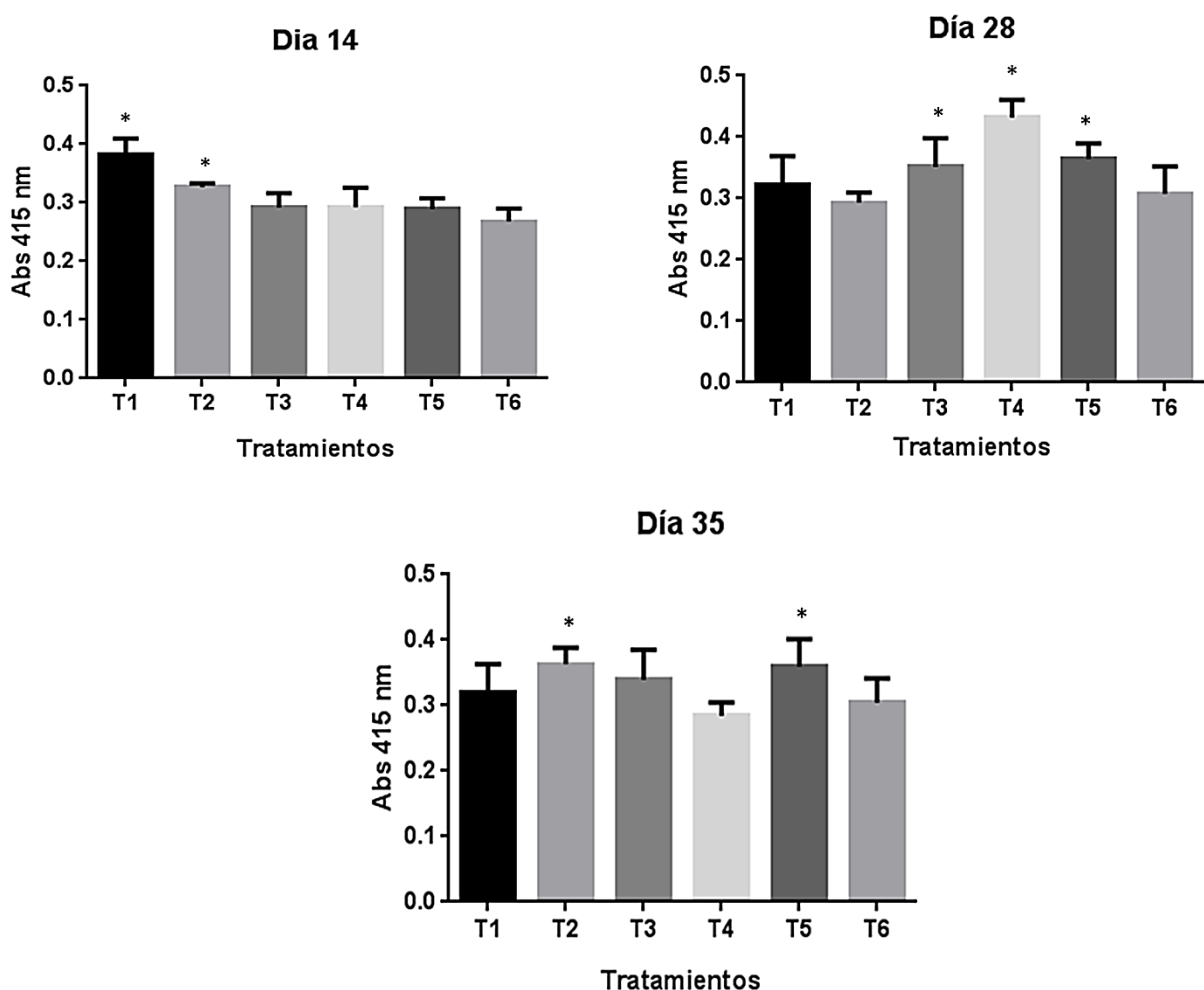 Dia 14
0.5
0.4
0.3
0.2
0.1
0.0
Abs 415 nm
* *
T1 T2 T3 T4 T5 T6
Tratamientos
Día 28
0.5
0.4
0.3
0.2
0.1
0.0
Abs 415 nm
* * *
T1 T2 T3 T4 T5 T6
Tratamientos
Día 35
0.5
0.4
0.3
0.2
0.1
0.0
Abs 415 nm
* *
T1 T2 T3 T4 T5 T6
Tratamientos